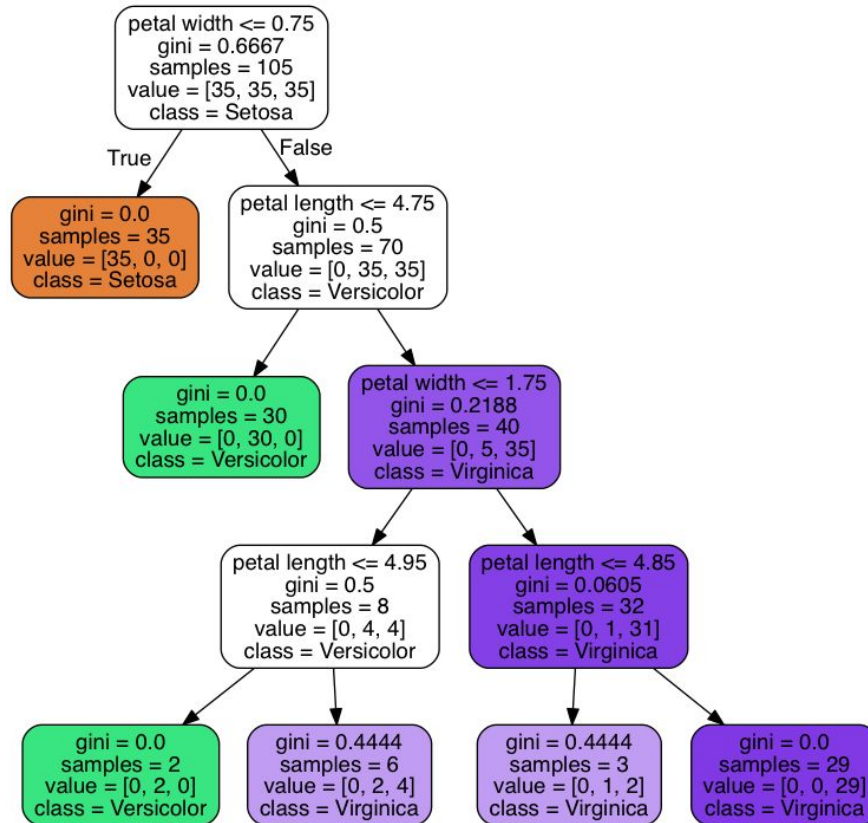 petal width <= 0.75
gini = 0.6667
samples = 105
value = [35, 35, 35]
class = Setosa
True
False
gini = 0.0
samples = 35
value = [35, 0, 0]
class = Setosa
petal length <= 4.75
gini = 0.5
samples = 70
value = [0, 35, 35]
class = Versicolor
gini = 0.0
samples = 30
value = [0, 30, 0]
class = Versicolor
petal width <= 1.75
gini = 0.2188
samples = 40
value = [0, 5, 35]
class = Virginica
petal length <= 4.95
gini = 0.5
samples = 8
value = [0, 4, 4]
class = Versicolor
petal length <= 4.85
gini = 0.0605
samples = 32
value = [0, 1, 31]
class = Virginica
gini = 0.0
samples = 2
value = [0, 2, 0]
class = Versicolor
gini = 0.4444
samples = 6
value = [0, 2, 4]
class = Virginica
gini = 0.4444
samples = 3
value = [0, 1, 2]
class = Virginica
gini = 0.0
samples = 29
value = [0, 0, 29]
class = Virginica